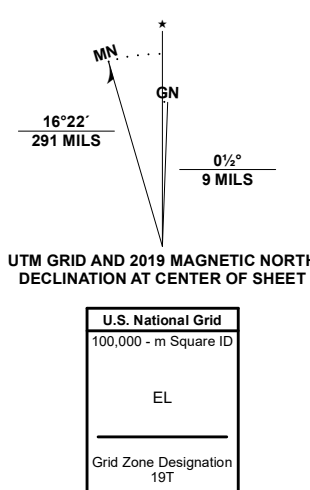 ★
MN
GN
16°22´
291 MILS
0½°
9 MILS
UTM GRID AND 2019 MAGNETIC NORTH
DECLINATION AT CENTER OF SHEET
U.S. National Grid
100,000 - m Square ID
EL
Grid Zone Designation
19T